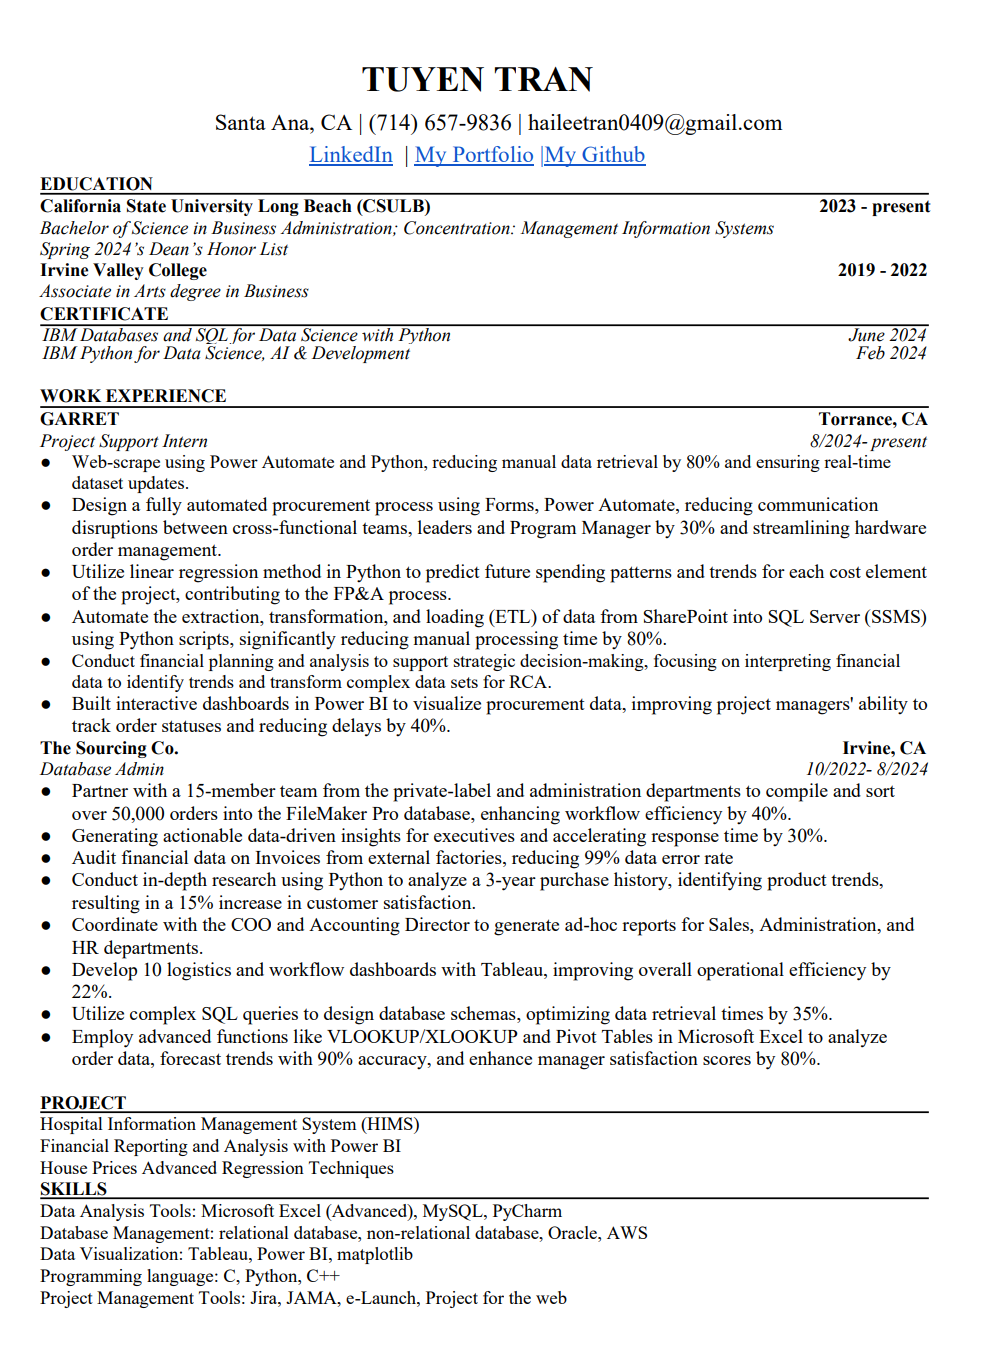 TUYEN TRAN
Santa Ana, CA | (714) 657-9836 | haileetran0409@gmail.com
LinkedIn | My Portfolio |My Github
EDUCATION
California State University Long Beach (CSULB) 2023 - present
Bachelor of Science in Business Administration; Concentration: Management Information Systems
Spring 2024's Dean's Honor List
Irvine Valley College 2019 - 2022
Associate in Arts degree in Business
CERTIFICATE
IBM Databases and SQL for Data Science with Python June 2024
IBM Python for Data Science, AI & Development Feb 2024
WORK EXPERIENCE
GARRET Torrance, CA
Project Support Intern 8/2024- present
● Web-scrape using Power Automate and Python, reducing manual data retrieval by 80% and ensuring real-time
dataset updates.
● Design a fully automated procurement process using Forms, Power Automate, reducing communication
disruptions between cross-functional teams, leaders and Program Manager by 30% and streamlining hardware
order management.
● Utilize linear regression method in Python to predict future spending patterns and trends for each cost element
of the project, contributing to the FP&A process.
● Automate the extraction, transformation, and loading (ETL) of data from SharePoint into SQL Server (SSMS)
using Python scripts, significantly reducing manual processing time by 80%.
● Conduct financial planning and analysis to support strategic decision-making, focusing on interpreting financial
data to identify trends and transform complex data sets for RCA.
● Built interactive dashboards in Power BI to visualize procurement data, improving project managers' ability to
track order statuses and reducing delays by 40%.
The Sourcing Co. Irvine, CA
Database Admin 10/2022- 8/2024
● Partner with a 15-member team from the private-label and administration departments to compile and sort
over 50,000 orders into the FileMaker Pro database, enhancing workflow efficiency by 40%.
● Generating actionable data-driven insights for executives and accelerating response time by 30%.
● Audit financial data on Invoices from external factories, reducing 99% data error rate
● Conduct in-depth research using Python to analyze a 3-year purchase history, identifying product trends,
resulting in a 15% increase in customer satisfaction.
● Coordinate with the COO and Accounting Director to generate ad-hoc reports for Sales, Administration, and
HR departments.
● Develop 10 logistics and workflow dashboards with Tableau, improving overall operational efficiency by
22%.
● Utilize complex SQL queries to design database schemas, optimizing data retrieval times by 35%.
● Employ advanced functions like VLOOKUP/XLOOKUP and Pivot Tables in Microsoft Excel to analyze
order data, forecast trends with 90% accuracy, and enhance manager satisfaction scores by 80%.
PROJECT
Hospital Information Management System (HIMS)
Financial Reporting and Analysis with Power BI
House Prices Advanced Regression Techniques
SKILLS
Data Analysis Tools: Microsoft Excel (Advanced), MySQL, PyCharm
Database Management: relational database, non-relational database, Oracle, AWS
Data Visualization: Tableau, Power BI, matplotlib
Programming language: C, Python, C++
Project Management Tools: Jira, JAMA, e-Launch, Project for the web